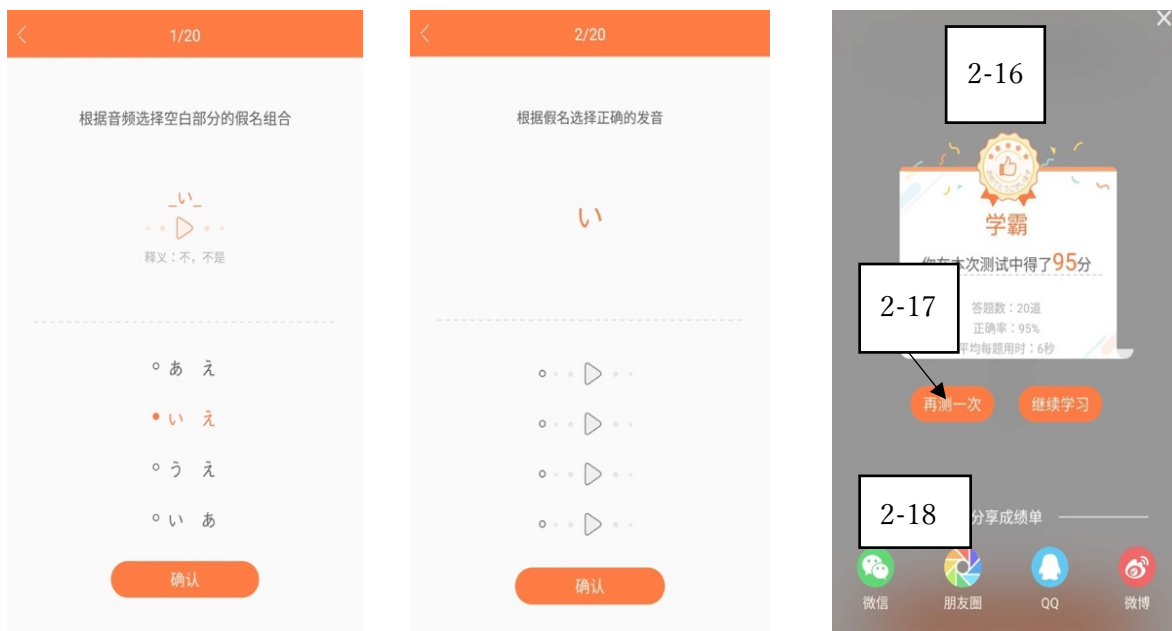 1/20
根据音频选择空白部分的假名组合
_い_
释义：不，不是
あ え
い え
う え
い あ
确认
2/20
根据假名选择正确的发音
い
确认
2-16
学霸
你在本次测试中得了95分
2-17
答题数：20道
正确率：95%
平均每题用时：6秒
再测一次 继续学习
2-18
分享成绩单
微信 朋友圈 QQ 微博